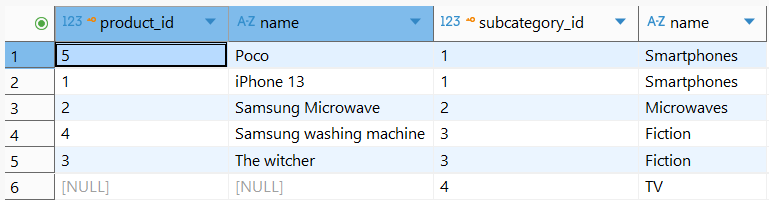 123 product_id A-Z name 123 subcategory_id A-Z name
1 5 Poco 1 Smartphones
2 1 iPhone 13 1 Smartphones
3 2 Samsung Microwave 2 Microwaves
4 4 Samsung washing machine 3 Fiction
5 3 The witcher 3 Fiction
6 [NULL] [NULL] 4 TV